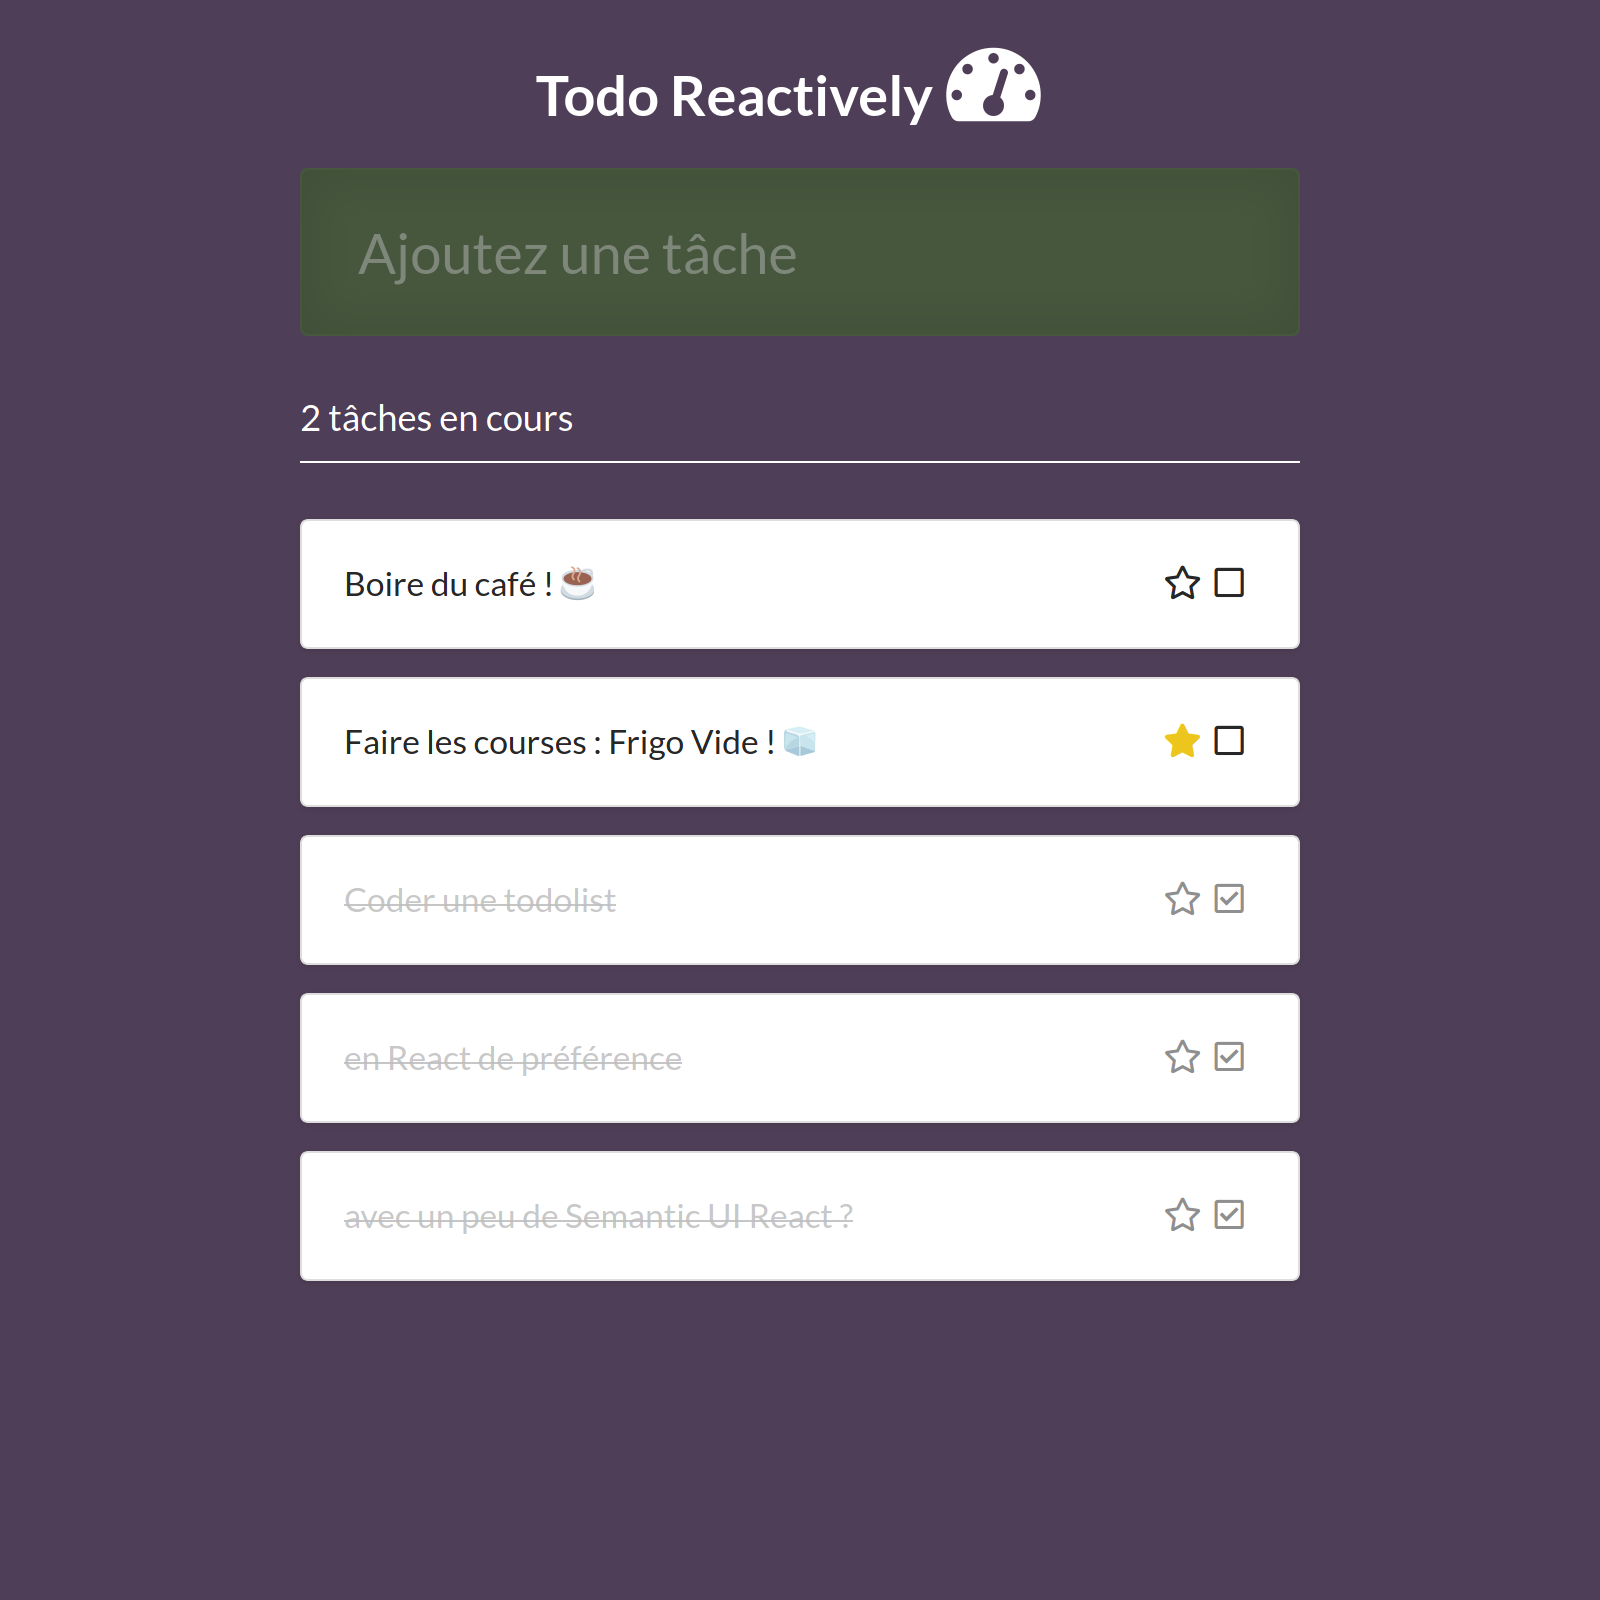 Todo Reactively
Ajoutez une tâche
2 tâches en cours
Boire du café ! ☕
Faire les courses : Frigo Vide ! 🧊
Coder une todolist
en React de préférence
avec un peu de Semantic UI React ?